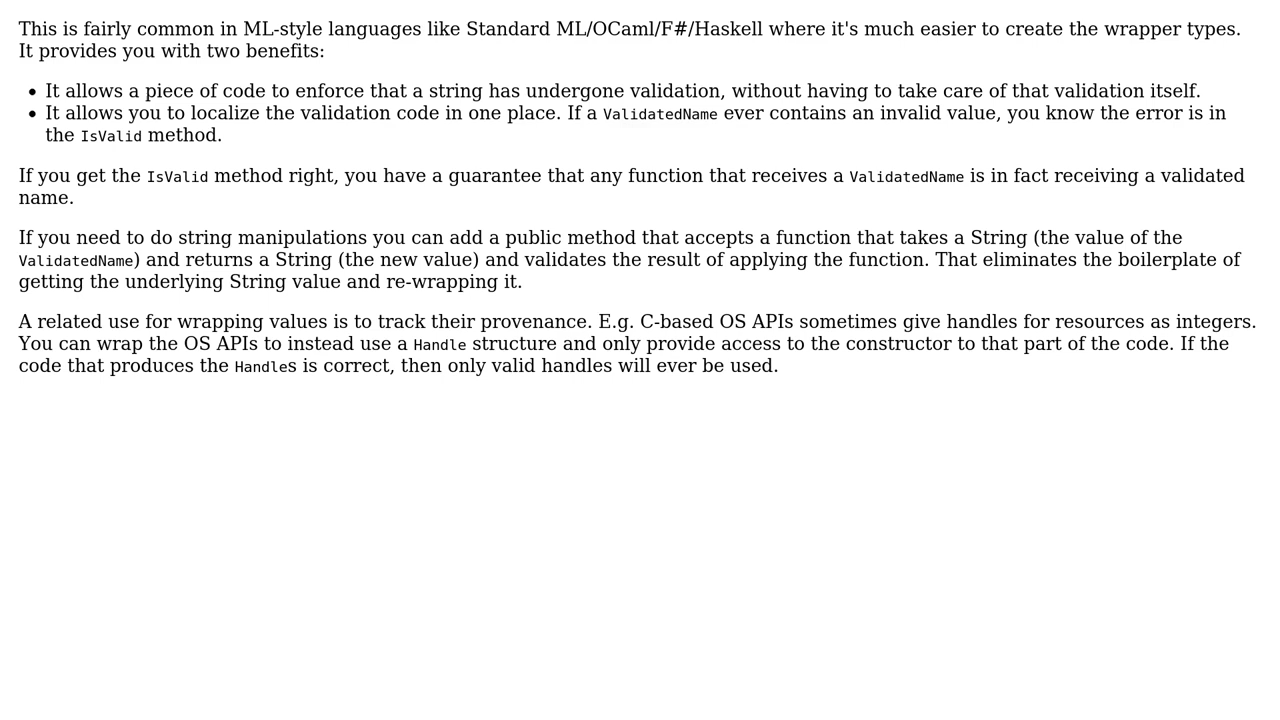 This is fairly common in ML-style languages like Standard ML/OCaml/F#/Haskell where it's much easier to create the wrapper types.
It provides you with two benefits:
• It allows a piece of code to enforce that a string has undergone validation, without having to take care of that validation itself.
• It allows you to localize the validation code in one place. If a ValidatedName ever contains an invalid value, you know the error is in
the IsValid method.
If you get the IsValid method right, you have a guarantee that any function that receives a ValidatedName is in fact receiving a validated
name.
If you need to do string manipulations you can add a public method that accepts a function that takes a String (the value of the
ValidatedName) and returns a String (the new value) and validates the result of applying the function. That eliminates the boilerplate of
getting the underlying String value and re-wrapping it.
A related use for wrapping values is to track their provenance. E.g. C-based OS APIs sometimes give handles for resources as integers.
You can wrap the OS APIs to instead use a Handle structure and only provide access to the constructor to that part of the code. If the
code that produces the Handles is correct, then only valid handles will ever be used.